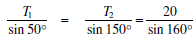 T₁/sin 50° = T₂/sin 150° = 20/sin 160°